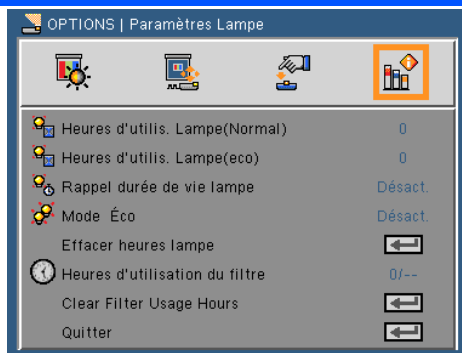 OPTIONS | Paramètres Lampe
Heures d'utilis. Lampe(Normal) 0
Heures d'utilis. Lampe(eco) 0
Rappel durée de vie lampe Désact.
Mode Éco Désact.
Effacer heures lampe
Heures d'utilisation du filtre 0/--
Clear Filter Usage Hours
Quitter